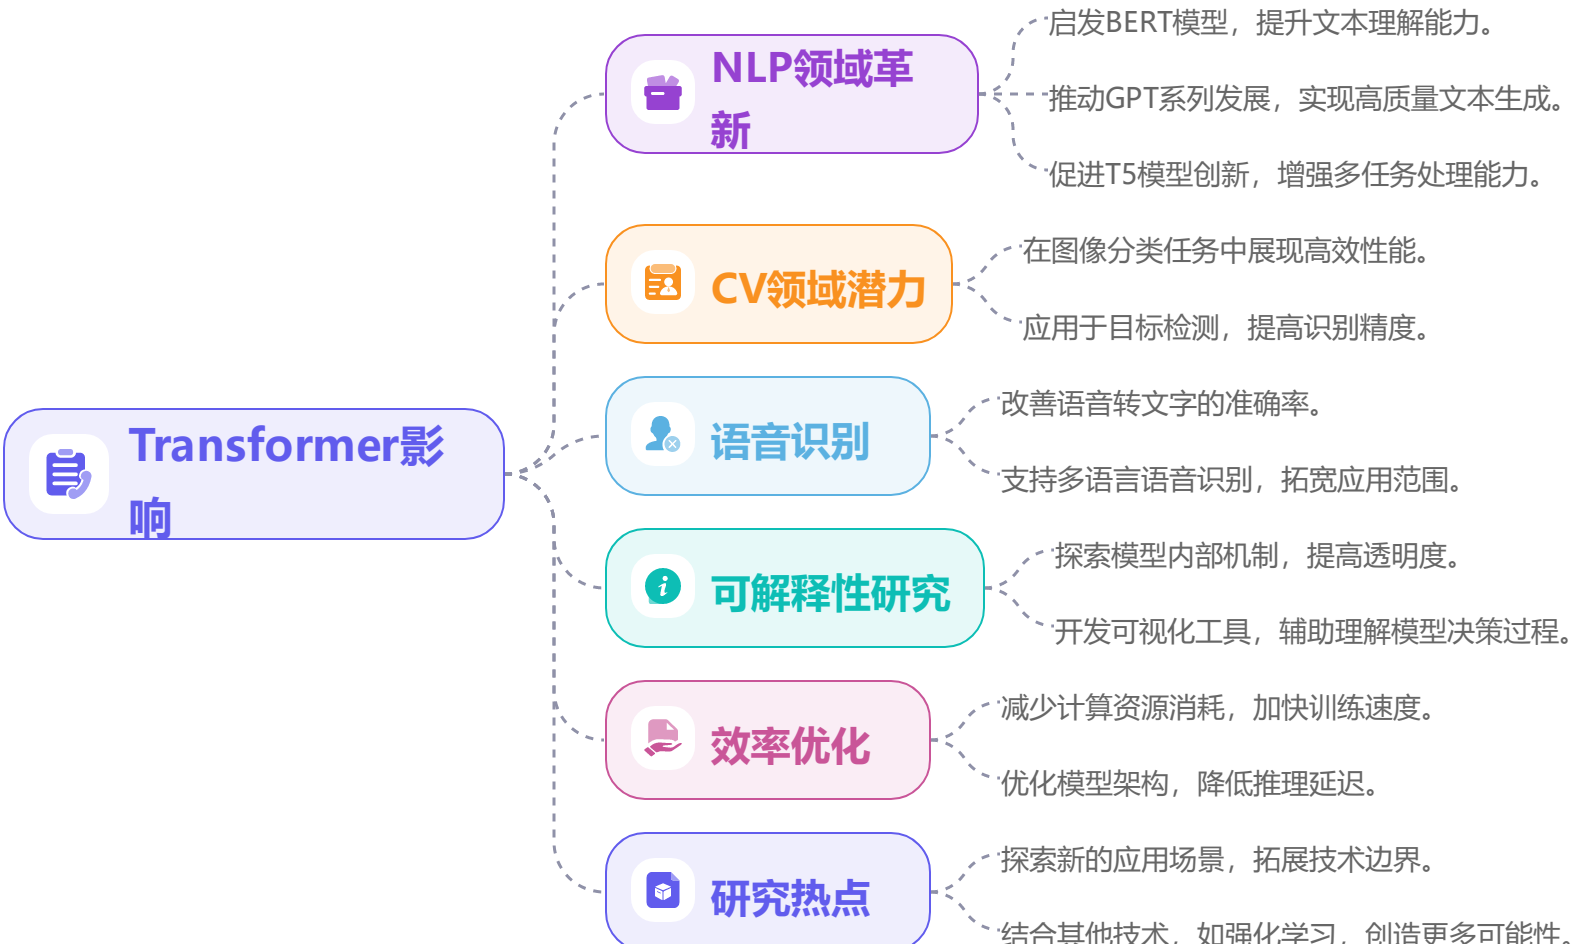 Transformer影
响
NLP领域革
新
启发BERT模型，提升文本理解能力。
推动GPT系列发展，实现高质量文本生成。
促进T5模型创新，增强多任务处理能力。
CV领域潜力
在图像分类任务中展现高效性能。
应用于目标检测，提高识别精度。
语音识别
改善语音转文字的准确率。
支持多语言语音识别，拓宽应用范围。
可解释性研究
探索模型内部机制，提高透明度。
开发可视化工具，辅助理解模型决策过程。
效率优化
减少计算资源消耗，加快训练速度。
优化模型架构，降低推理延迟。
研究热点
探索新的应用场景，拓展技术边界。
结合其他技术，如强化学习，创造更多可能性。